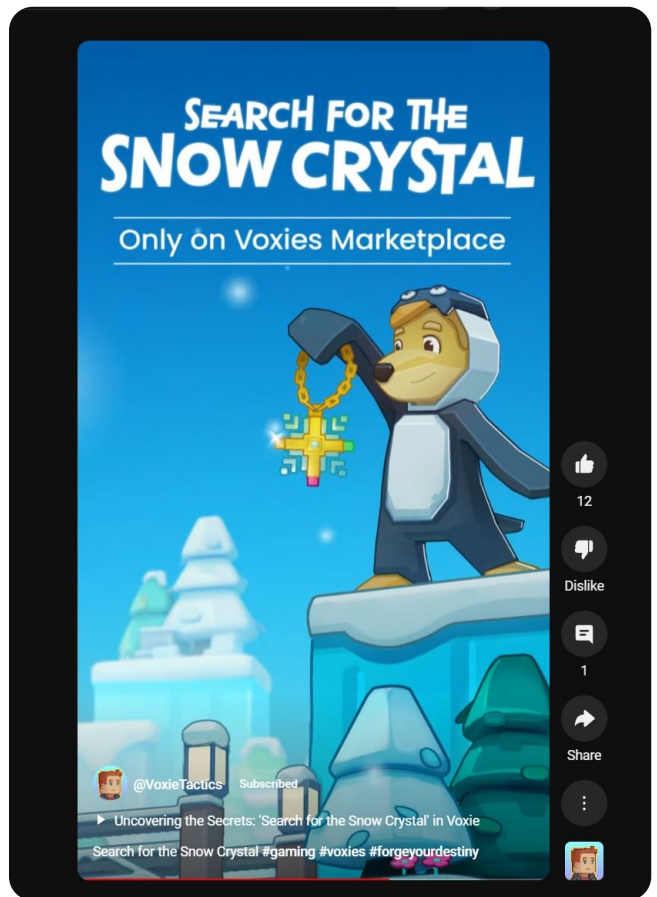 SEARCH FOR THE
SNOW CRYSTAL
Only on Voxies Marketplace
12
Dislike
1
Share
@VoxieTactics Subscribed
Uncovering the Secrets: 'Search for the Snow Crystal' in Voxie
Search for the Snow Crystal #gaming #voxies #forgeyourdestiny